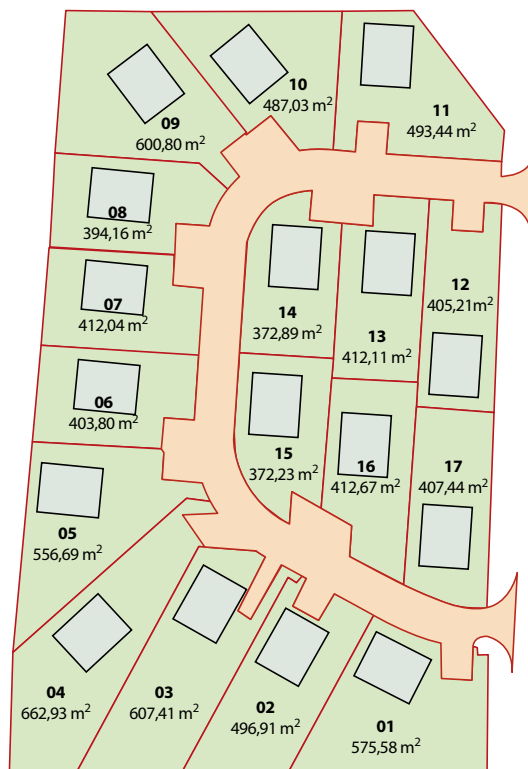 10
487,03 m²
11
493,44 m²
09
600,80 m²
08
394,16 m²
12
405,21m²
07
412,04 m²
14
372,89 m²
13
412,11 m²
06
403,80 m²
15
372,23 m²
16
412,67 m²
17
407,44 m²
05
556,69 m²
04
662,93 m²
03
607,41 m²
02
496,91 m²
01
575,58 m²